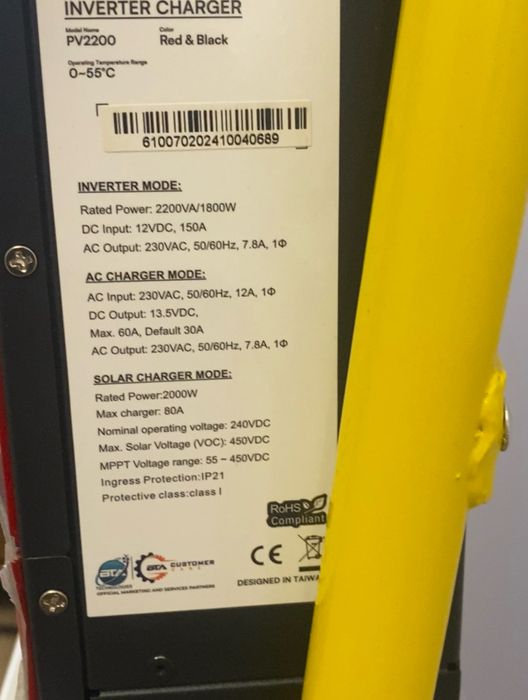 INVERTER CHARGER
Model Name Color
PV2200 Red & Black
Operating Temperature Range
0~55°C
610070202410040689
INVERTER MODE:
Rated Power: 2200VA/1800W
DC Input: 12VDC, 150A
AC Output: 230VAC, 50/60Hz, 7.8A, 1Φ
AC CHARGER MODE:
AC Input: 230VAC, 50/60Hz, 12A, 1Φ
DC Output: 13.5VDC,
Max. 60A, Default 30A
AC Output: 230VAC, 50/60Hz, 7.8A, 1Φ
SOLAR CHARGER MODE:
Rated Power:2000W
Max charger: 80A
Nominal operating voltage: 240VDC
Max. Solar Voltage (VOC): 450VDC
MPPT Voltage range: 55 ~ 450VDC
Ingress Protection:IP21
Protective class:class I
RoHS
Compliant
CE
BTA BTA CUSTOMER
CARE
TECHNOLOGIES
OFFICIAL MARKETING AND SERVICES PARTNERS
DESIGNED IN TAIWA